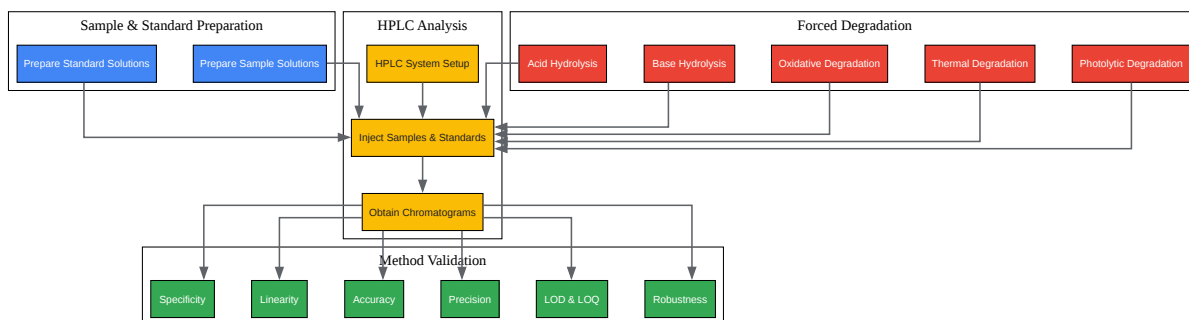 Sample & Standard Preparation
HPLC Analysis
Forced Degradation
Prepare Standard Solutions
Prepare Sample Solutions
HPLC System Setup
Acid Hydrolysis
Base Hydrolysis
Oxidative Degradation
Thermal Degradation
Photolytic Degradation
Inject Samples & Standards
Obtain Chromatograms
Method Validation
Specificity
Linearity
Accuracy
Precision
LOD & LOQ
Robustness